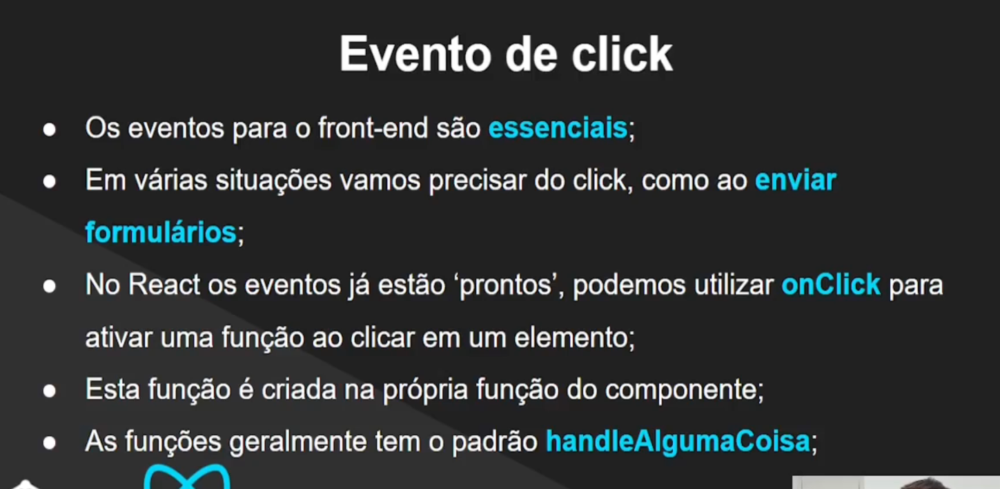 Evento de click
● Os eventos para o front-end são essenciais;
● Em várias situações vamos precisar do click, como ao enviar
formulários;
● No React os eventos já estão ‘prontos’, podemos utilizar onClick para
ativar uma função ao clicar em um elemento;
● Esta função é criada na própria função do componente;
● As funções geralmente tem o padrão handleAlgumaCoisa;